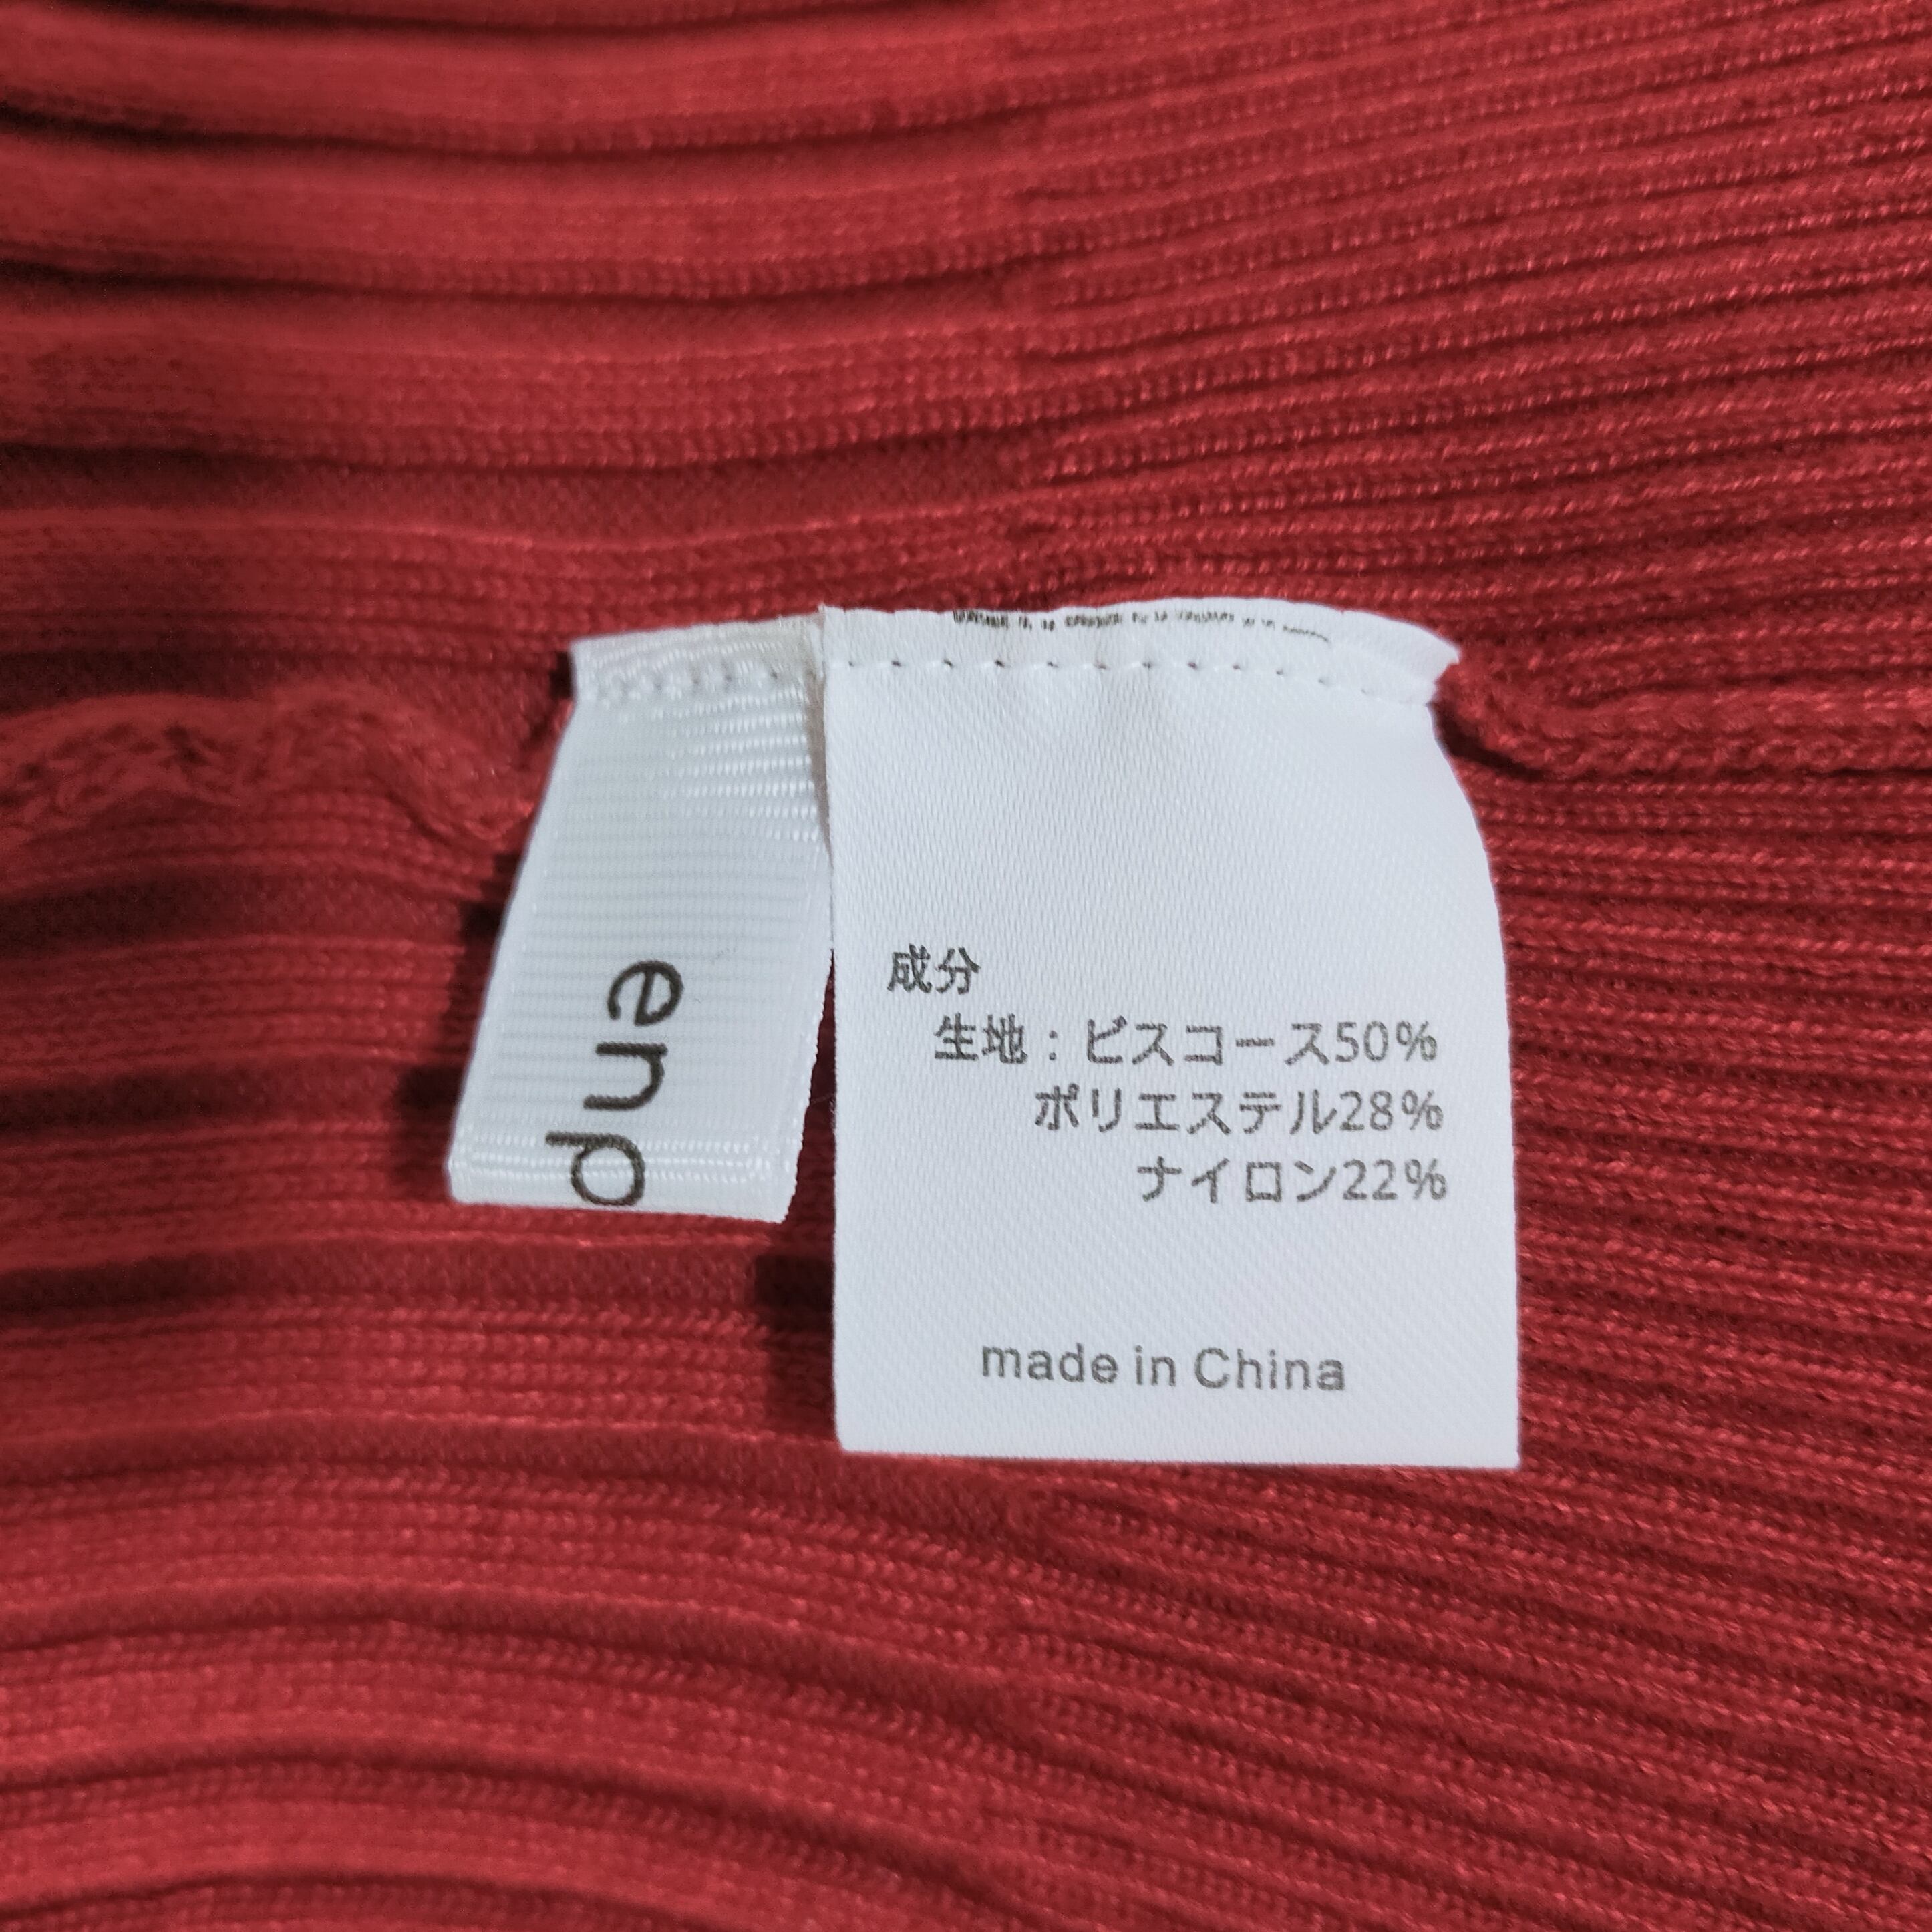 enp
成分
生地：ビスコース50%
ポリエステル28%
ナイロン22%
made in China